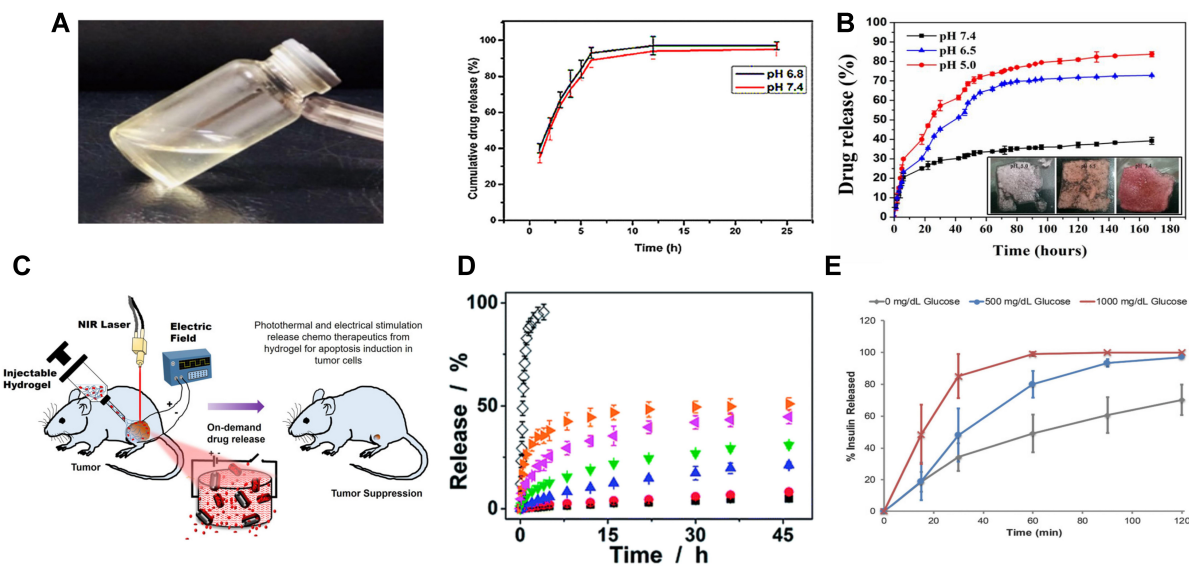 A
Cumulative drug release (%)
100
80
60
40
20
0
pH 6.8
pH 7.4
0
5
10
15
20
25
Time (h)
B
Drug release (%)
100
90
80
70
60
50
40
30
20
10
0
pH 7.4
pH 6.5
pH 5.0
0 20 40 60 80 100 120 140 160 180
Time (hours)
C
NIR Laser
Electric
Field
Injectable
Hydrogel
Photothermal and electrical stimulation
release chemo therapeutics from
hydrogel for apoptosis induction in
tumor cells
+
-
On-demand
drug release
Tumor
+ -
Tumor Suppression
D
Release / %
100
50
0
0
15
30
45
Time / h
E
0 mg/dL Glucose
500 mg/dL Glucose
1000 mg/dL Glucose
% Insulin Released
120
100
80
60
40
20
0
0
20
40
60
80
100
120
Time (min)